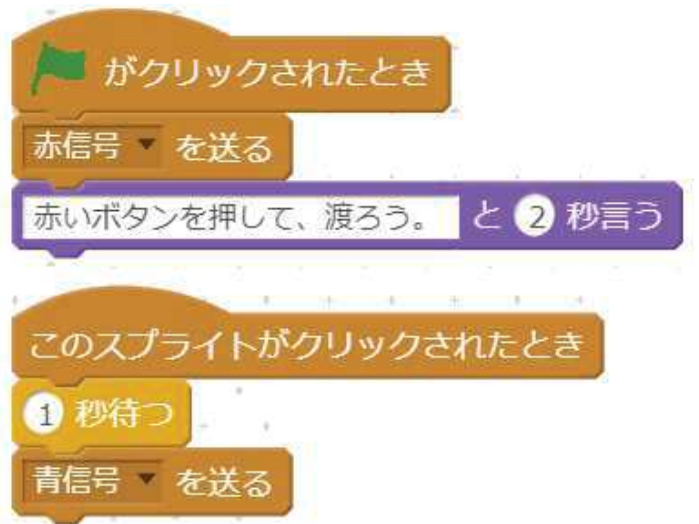 がクリックされたとき
赤信号 を送る
赤いボタンを押して、渡ろう。 と 2 秒言う
このスプライトがクリックされたとき
1 秒待つ
青信号 を送る